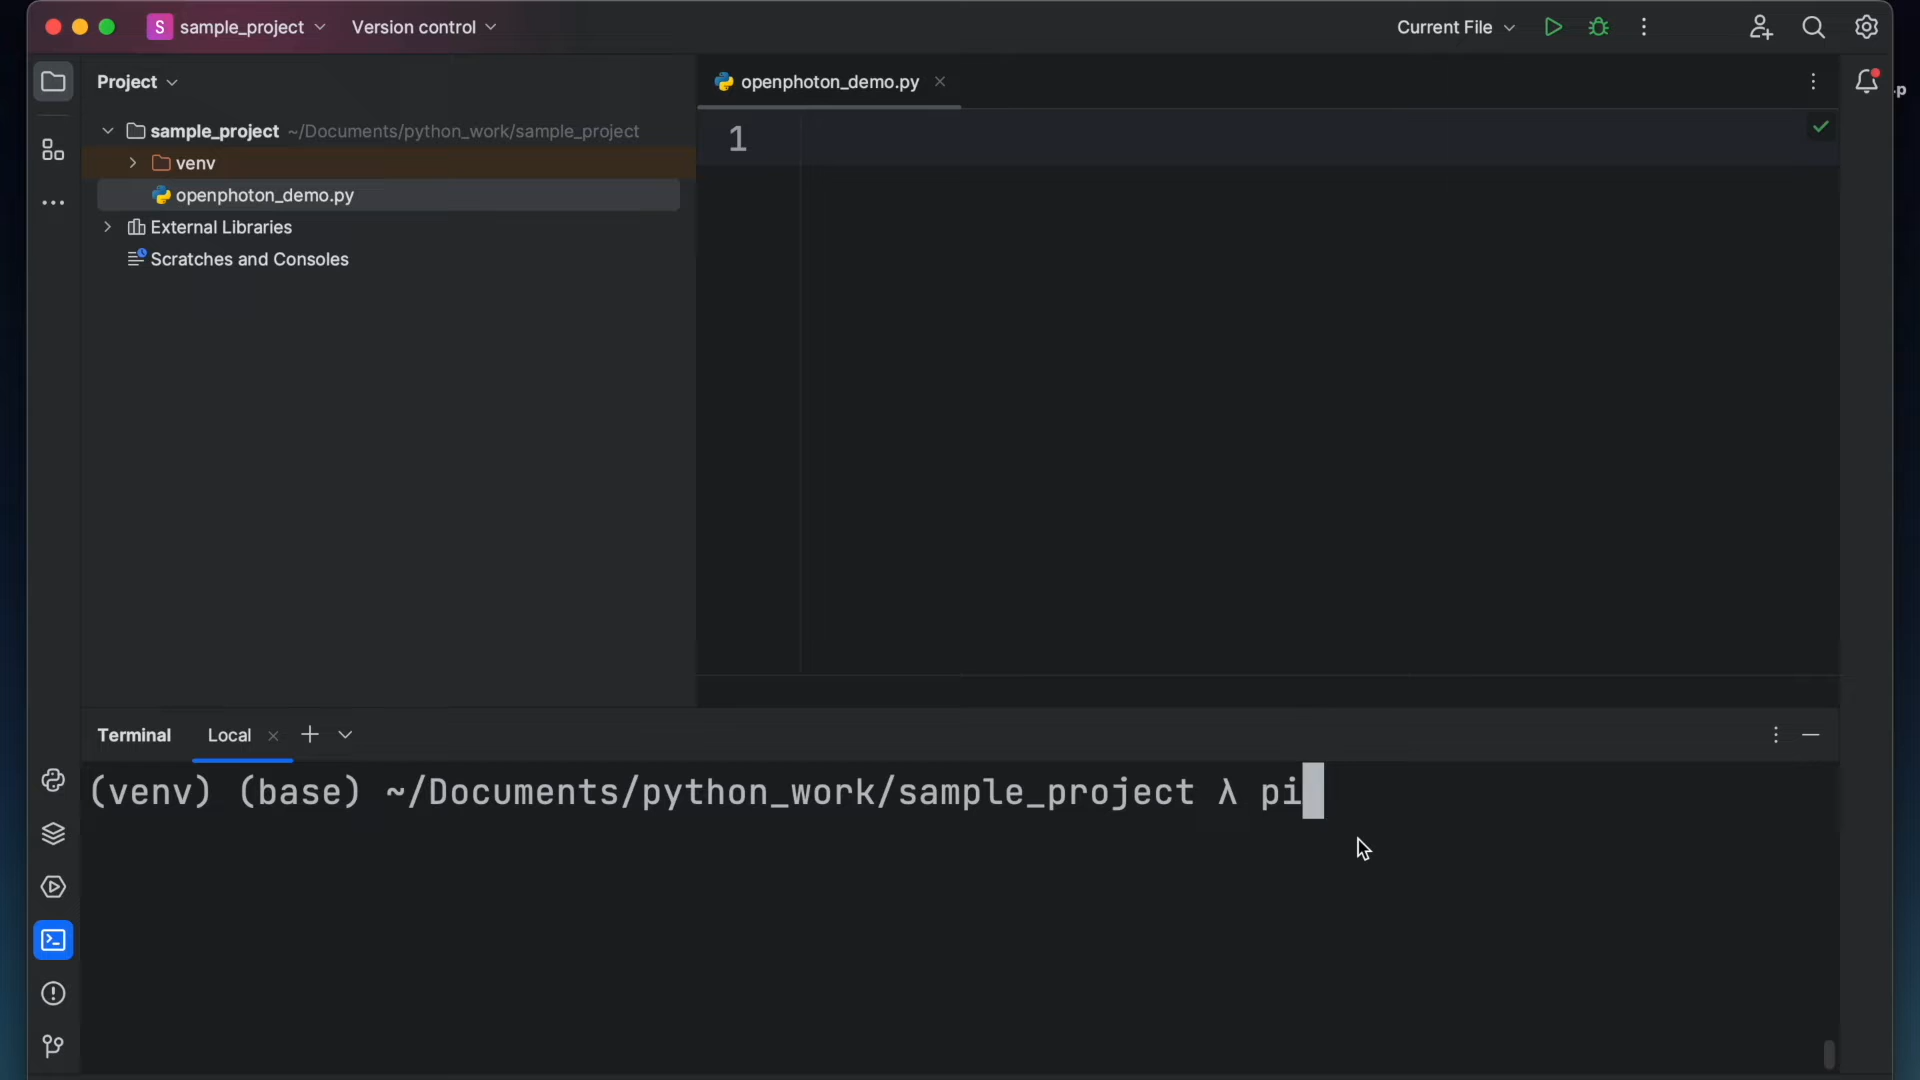 S sample_project Version control Current File
Project
openphoton_demo.py
sample_project ~/Documents/python_work/sample_project
venv
openphoton_demo.py
External Libraries
Scratches and Consoles
1
.p
Terminal Local
(venv) (base) ~/Documents/python_work/sample_project λ pi